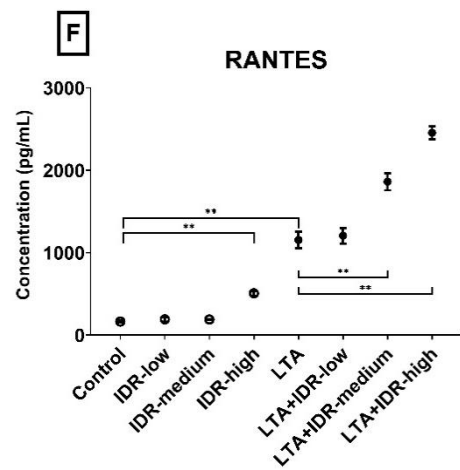 F
RANTES
Concentration (pg/mL)
3000
2000
1000
0
**
**
**
**
Control
IDR-low
IDR-medium
IDR-high
LTA
LTA+IDR-low
LTA+IDR-medium
LTA+IDR-high